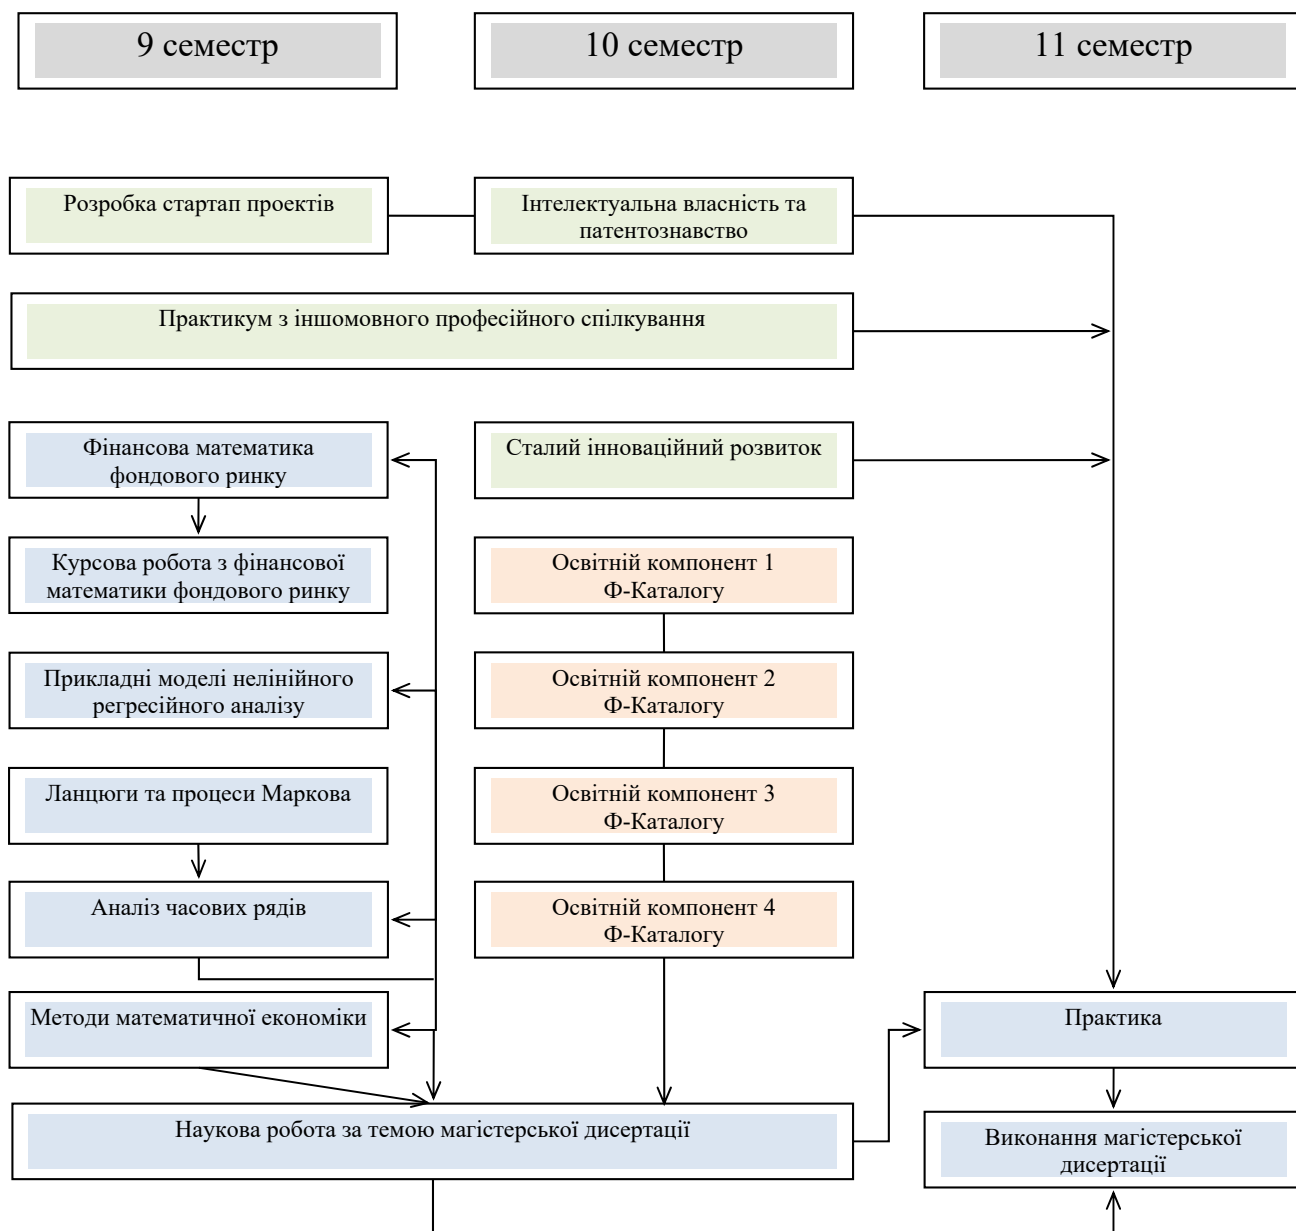 9 семестр
10 семестр
11 семестр
Розробка стартап проектів
Інтелектуальна власність та
патентознавство
Практикум з іншомовного професійного спілкування
Фінансова математика
фондового ринку
Сталий інноваційний розвиток
Курсова робота з фінансової
математики фондового ринку
Освітній компонент 1
Ф-Каталогу
Прикладні моделі нелінійного
регресійного аналізу
Освітній компонент 2
Ф-Каталогу
Ланцюги та процеси Маркова
Освітній компонент 3
Ф-Каталогу
Аналіз часових рядів
Освітній компонент 4
Ф-Каталогу
Методи математичної економіки
Практика
Наукова робота за темою магістерської дисертації
Виконання магістерської
дисертації